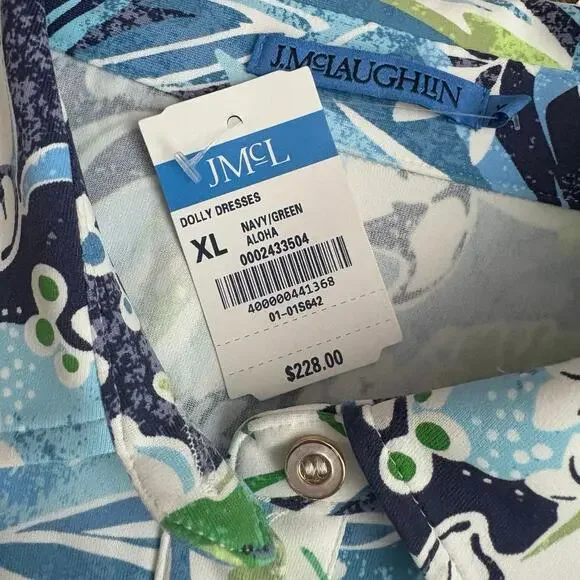 J.McLAUGHLIN
JMcL
DOLLY DRESSES
XL
NAVY/GREEN
ALOHA
0002433504
400000441368
01-01S642
$228.00